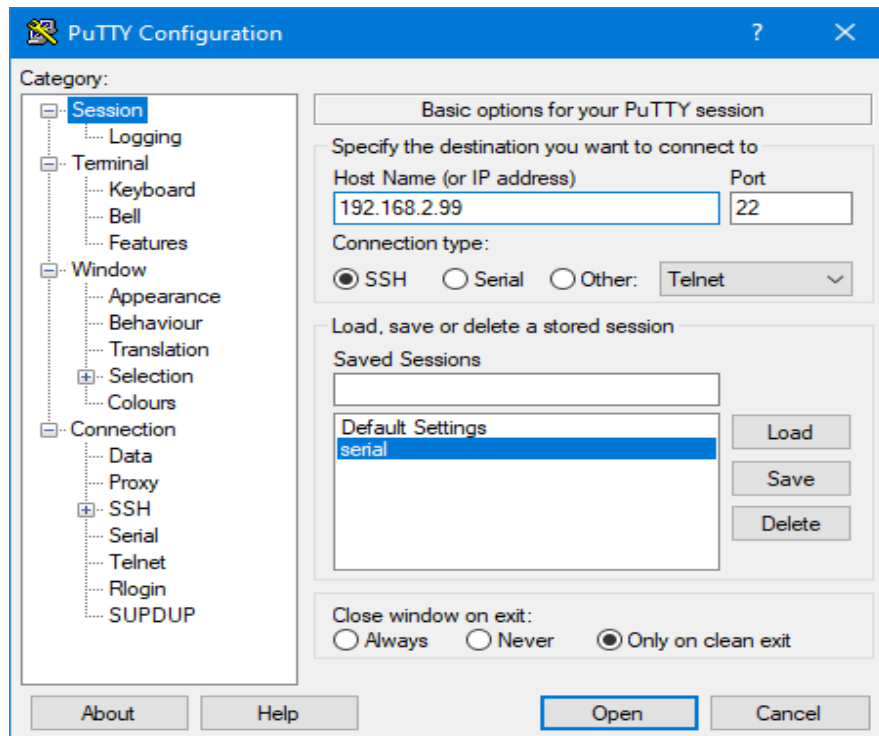 PuTTY Configuration ? ×
Category:
Session
Logging
Terminal
Keyboard
Bell
Features
Window
Appearance
Behaviour
Translation
Selection
Colours
Connection
Data
Proxy
SSH
Serial
Telnet
Rlogin
SUPDUP
Basic options for your PuTTY session
Specify the destination you want to connect to
Host Name (or IP address) Port
192.168.2.99 22
Connection type:
SSH Serial Other: Telnet
Load, save or delete a stored session
Saved Sessions
Default Settings
serial
Load
Save
Delete
Close window on exit:
Always Never Only on clean exit
About Help Open Cancel